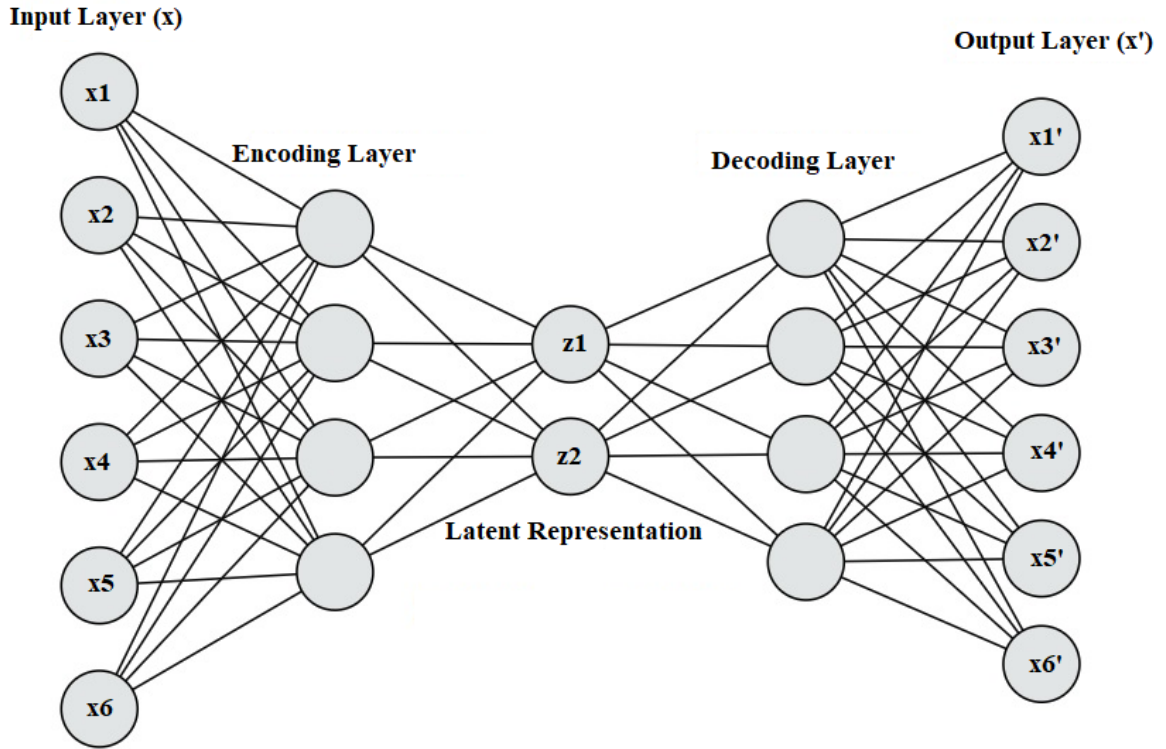 Input Layer (x)
Output Layer (x')
Encoding Layer
Decoding Layer
x1
x2
x3
x4
x5
x6
z1
z2
Latent Representation
x1'
x2'
x3'
x4'
x5'
x6'